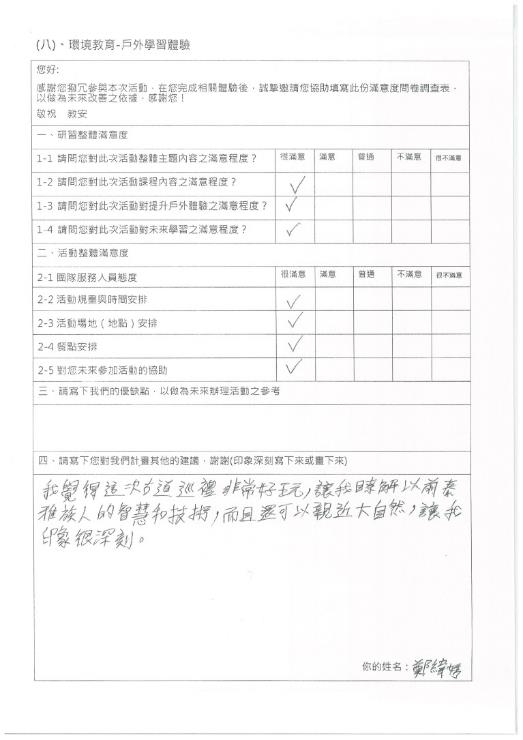 (八)、環境教育-戶外學習體驗
您好:
感謝您撥冗參與本次活動，在您完成相關體驗後，誠摯邀請您協助填寫此份滿意度問卷調查表，
以做為未來改善之依據，感謝您！
敬祝　教安
一、研習整體滿意度
1-1 請問您對此次活動整體主題內容之滿意程度？ 很滿意 滿意 普通 不滿意 很不滿意
1-2 請問您對此次活動課程內容之滿意程度？ ✓
1-3 請問您對此次活動對提升戶外體驗之滿意程度？ ✓
1-4 請問您對此次活動對未來學習之滿意程度？ ✓
二、活動整體滿意度
2-1 團隊服務人員態度 很滿意 滿意 普通 不滿意 很不滿意
2-2 活動規畫與時間安排 ✓
2-3 活動場地（地點）安排 ✓
2-4 餐點安排 ✓
2-5 對您未來參加活動的協助 ✓
三、請寫下我們的優缺點，以做為未來辦理活動之參考
四、請寫下您對我們計畫其他的建議，謝謝(印象深刻寫下來或畫下來)
我覺得這次古道巡禮非常好玩，讓我瞭解以前泰
雅族人的智慧和技術，而且還可以親近大自然，讓我
印象很深刻。
你的姓名：鄭緯